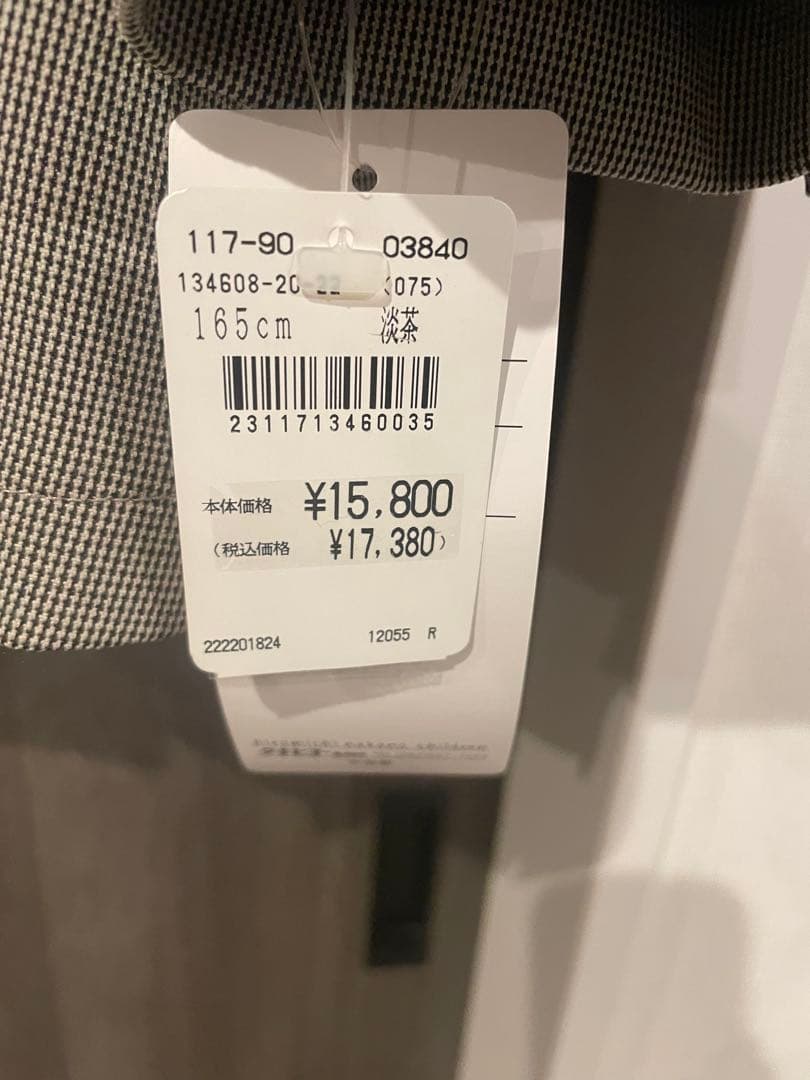 117-90 03840
134608-20-22 (075)
165cm 淡茶
2311713460035
本体価格 ¥15,800
(税込価格 ¥17,380)
222201824 12055 R